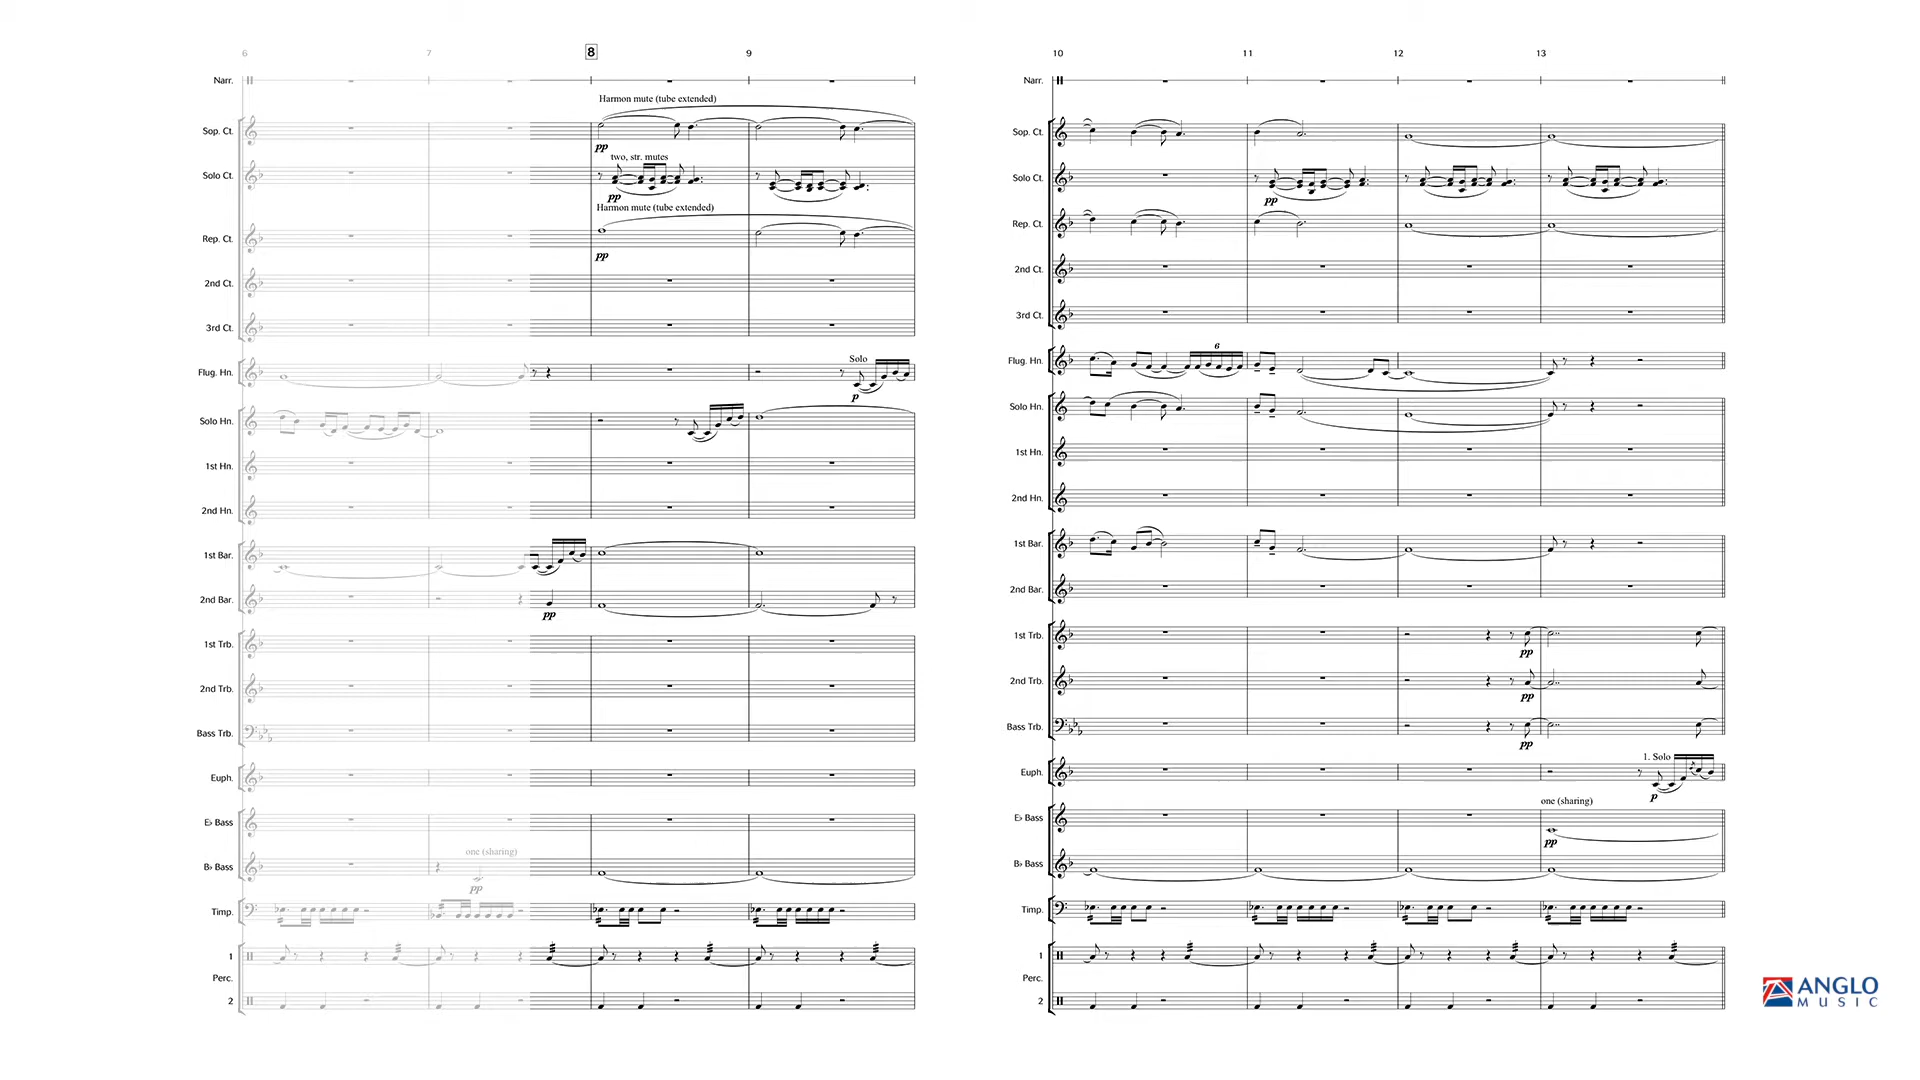 6 7 8 9
Narr.
Harmon mute (tube extended)
Sop. Ct.
pp
two, str. mutes
Solo Ct.
pp
Harmon mute (tube extended)
Rep. Ct.
pp
2nd Ct.
3rd Ct.
Solo
Flug. Hn.
p
Solo Hn.
1st Hn.
2nd Hn.
1st Bar.
2nd Bar.
pp
1st Trb.
2nd Trb.
Bass Trb.
Euph.
E♭ Bass
one (sharing)
B♭ Bass
pp
Timp.
1
Perc.
2
10 11 12 13
Narr.
Sop. Ct.
Solo Ct.
pp
Rep. Ct.
2nd Ct.
3rd Ct.
6
Flug. Hn.
Solo Hn.
1st Hn.
2nd Hn.
1st Bar.
2nd Bar.
1st Trb.
pp
2nd Trb.
pp
Bass Trb.
pp
1. Solo
Euph.
p
one (sharing)
E♭ Bass
pp
B♭ Bass
Timp.
1
Perc.
2
ANGLO
MUSIC